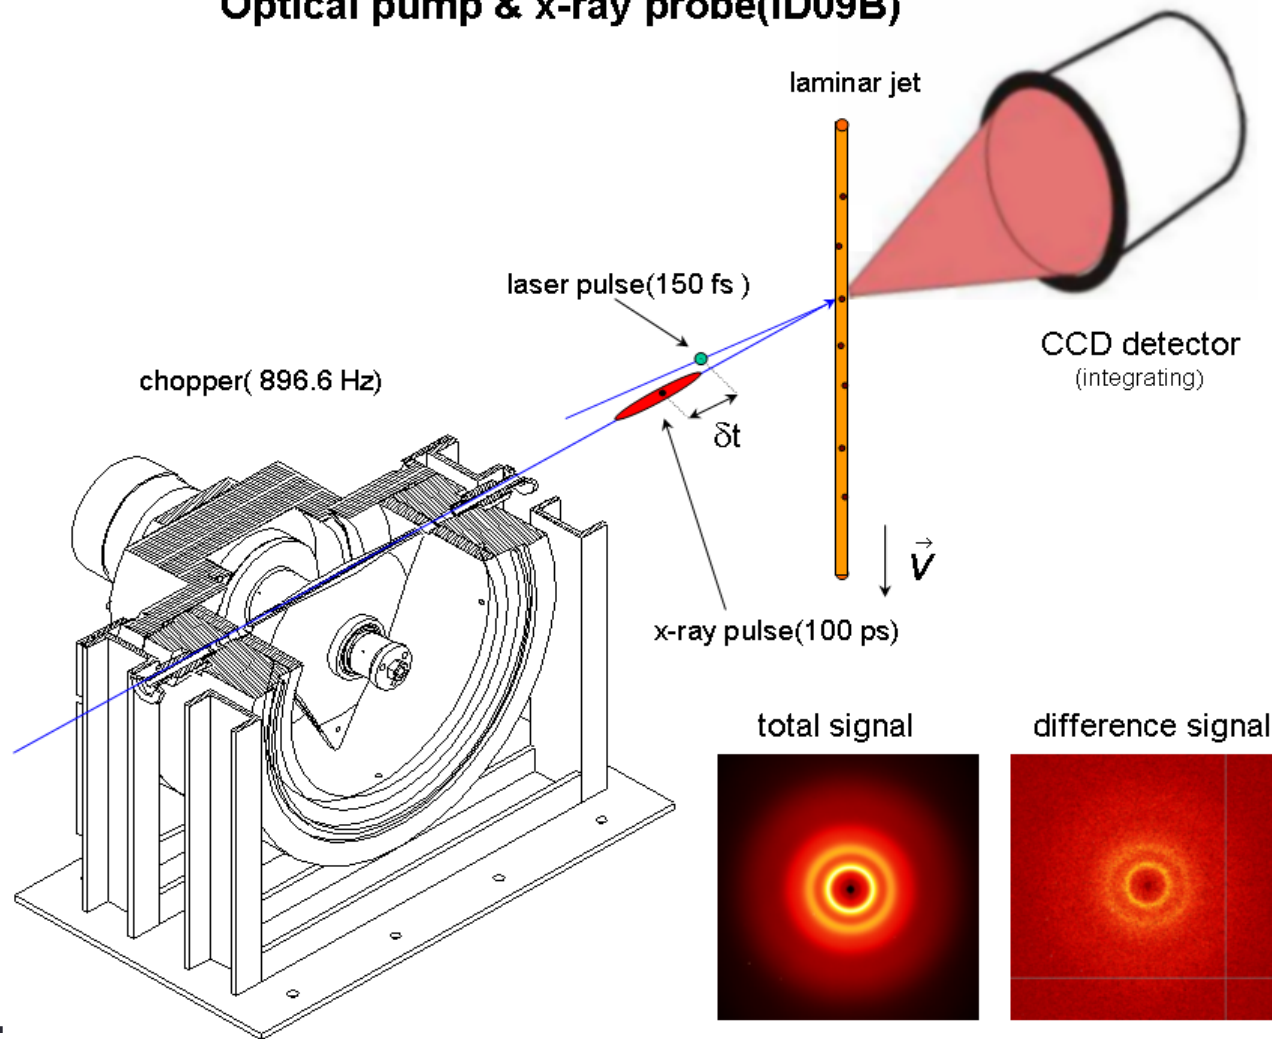 Optical pump & x-ray probe(ID09B)
laminar jet
laser pulse(150 fs )
CCD detector
(integrating)
chopper( 896.6 Hz)
δt
v
x-ray pulse(100 ps)
total signal
difference signal